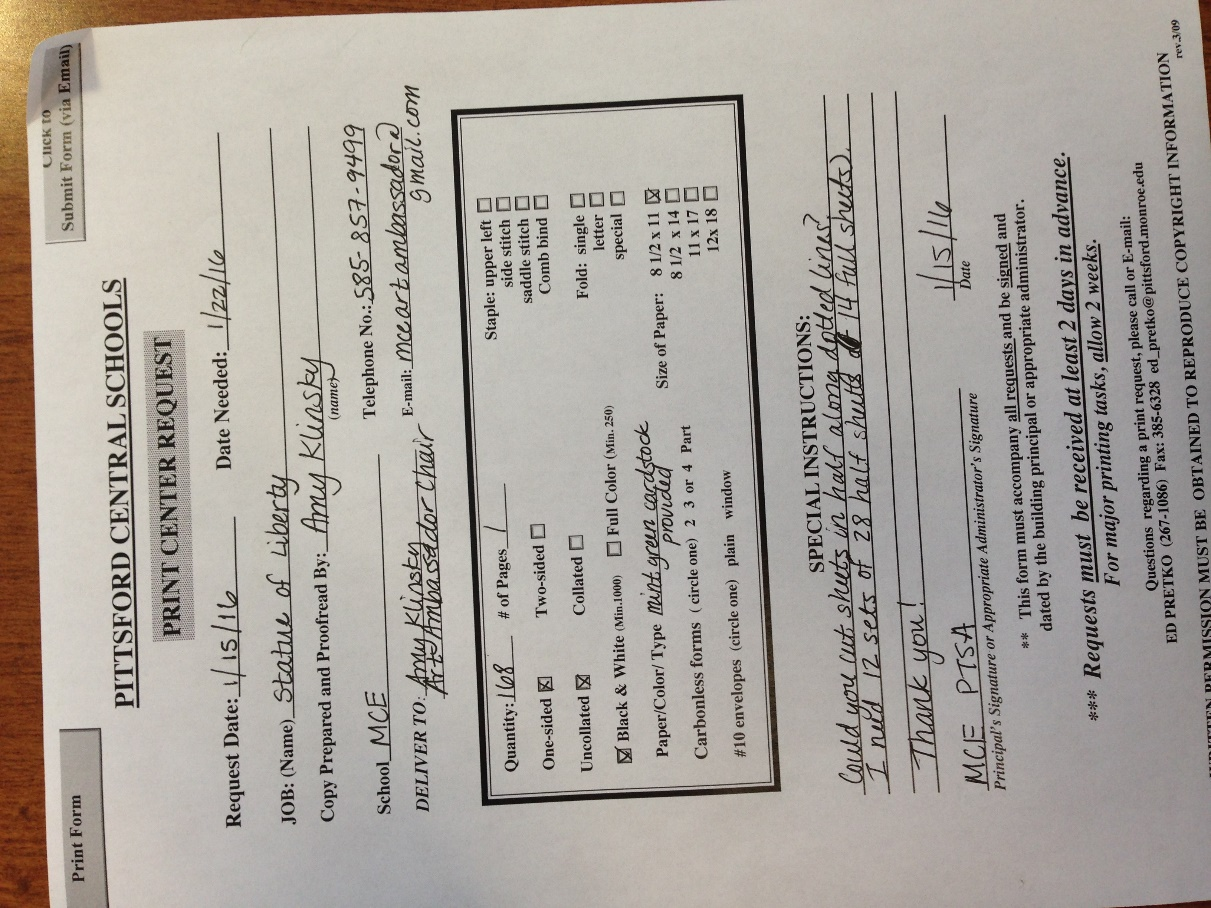 Print Form
Click to
Submit Form (via Email)
PITTSFORD CENTRAL SCHOOLS
PRINT CENTER REQUEST
Request Date: 1/15/16 Date Needed: 1/22/16
JOB: (Name) Statue of Liberty
Copy Prepared and Proofread By: Amy Klinsky
(name)
School MCE Telephone No.: 585-857-9499
DELIVER TO: Amy Klinsky E-mail: mceartambassador@
Art Ambassador Chair gmail.com
Quantity: 168 # of Pages 1 Staple: upper left
side stitch
One-sided ☒ Two-sided saddle stitch
Comb bind
Uncollated ☒ Collated Fold: single
letter
☒ Black & White (Min.1000) Full Color (Min. 250) special
Paper/Color/ Type mint green cardstock Size of Paper: 8 1/2 x 11 ☒
provided 8 1/2 x 14
Carbonless forms ( circle one) 2 3 or 4 Part 11 x 17
12x 18
#10 envelopes (circle one) plain window
SPECIAL INSTRUCTIONS:
Could you cut sheets in half along dotted lines?
I need 12 sets of 28 half sheets (14 full sheets).
Thank you!
MCE PTSA 1/15/16
Principal's Signature or Appropriate Administrator's Signature Date
** This form must accompany all requests and be signed and
dated by the building principal or appropriate administrator.
*** Requests must be received at least 2 days in advance.
For major printing tasks, allow 2 weeks.
Questions regarding a print request, please call or E-mail:
ED PRETKO (267-1086) Fax: 385-6328 ed_pretko@pittsford.monroe.edu
WRITTEN PERMISSION MUST BE OBTAINED TO REPRODUCE COPYRIGHT INFORMATION
rev.3/09